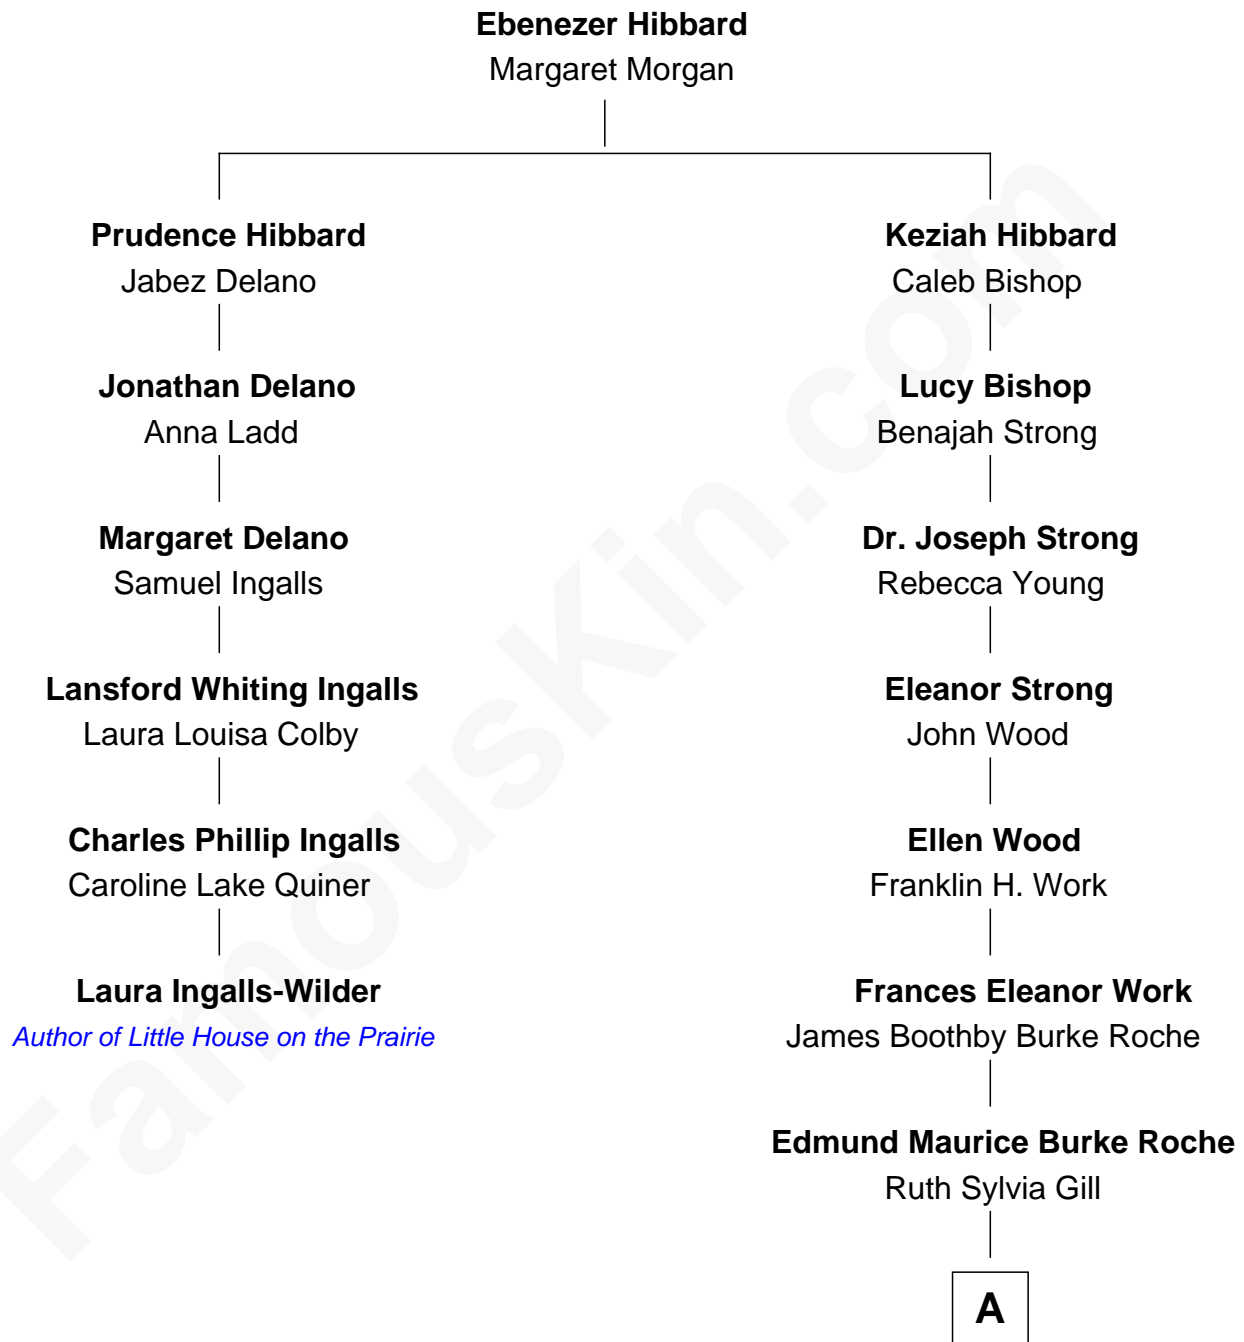 Ebenezer Hibbard
Margaret Morgan
Prudence Hibbard
Jabez Delano
Jonathan Delano
Anna Ladd
Margaret Delano
Samuel Ingalls
Lansford Whiting Ingalls
Laura Louisa Colby
Charles Phillip Ingalls
Caroline Lake Quiner
Laura Ingalls-Wilder
Author of Little House on the Prairie
Keziah Hibbard
Caleb Bishop
Lucy Bishop
Benajah Strong
Dr. Joseph Strong
Rebecca Young
Eleanor Strong
John Wood
Ellen Wood
Franklin H. Work
Frances Eleanor Work
James Boothby Burke Roche
Edmund Maurice Burke Roche
Ruth Sylvia Gill
A
FamousKin.com